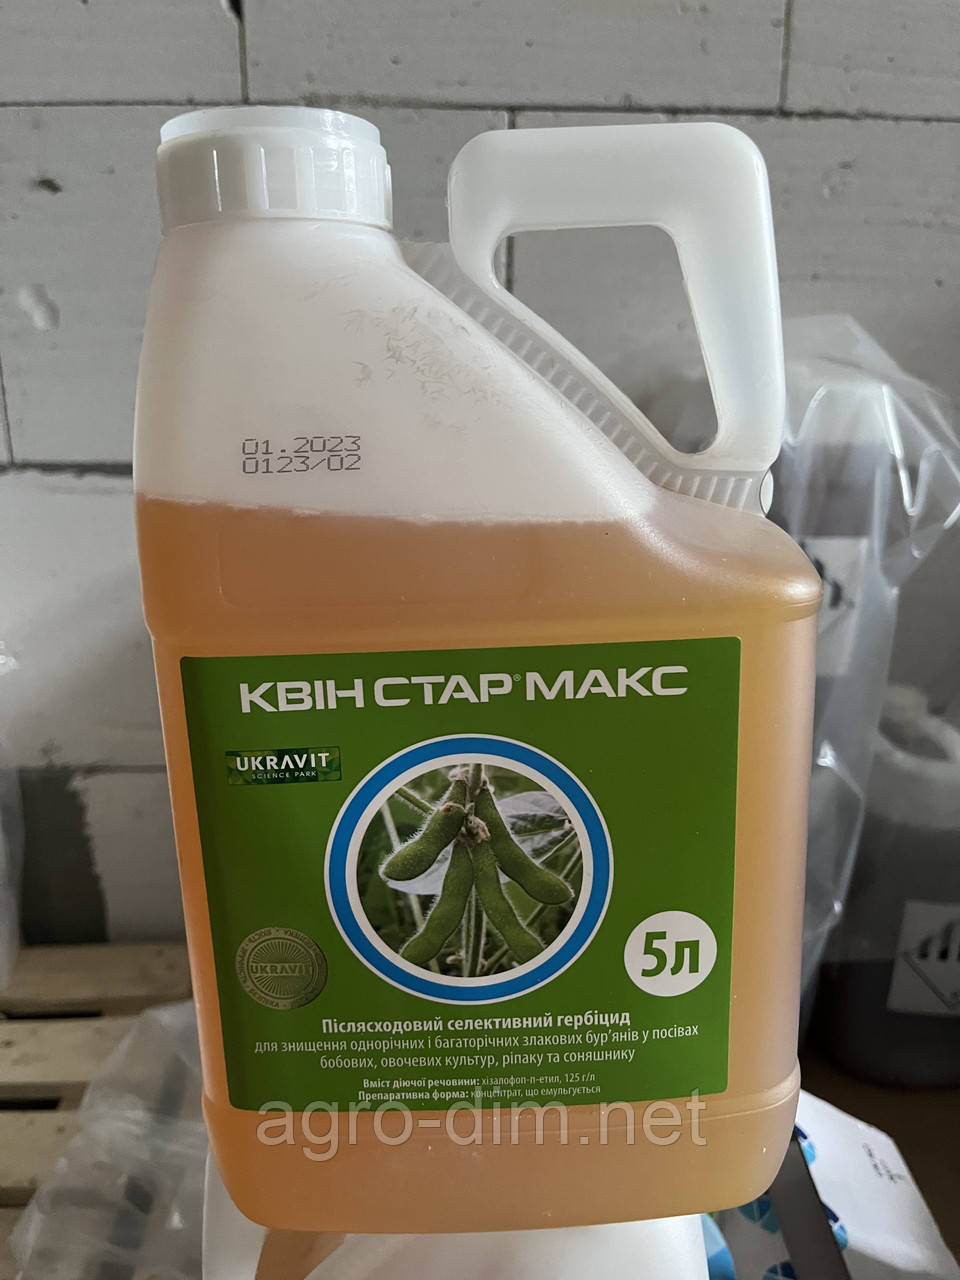 01.2023
0123/02
КВІН СТАР® МАКС
UKRAVIT
SCIENCE PARK
UKRAVIT
5л
Післясходовий селективний гербіцид
для знищення однорічних і багаторічних злакових бур'янів у посівах
бобових, овочевих культур, ріпаку та соняшнику
Вміст діючої речовини: хізалофоп-п-етил, 125 г/л
Препаративна форма: концентрат, що емульгується
agro-dim.net